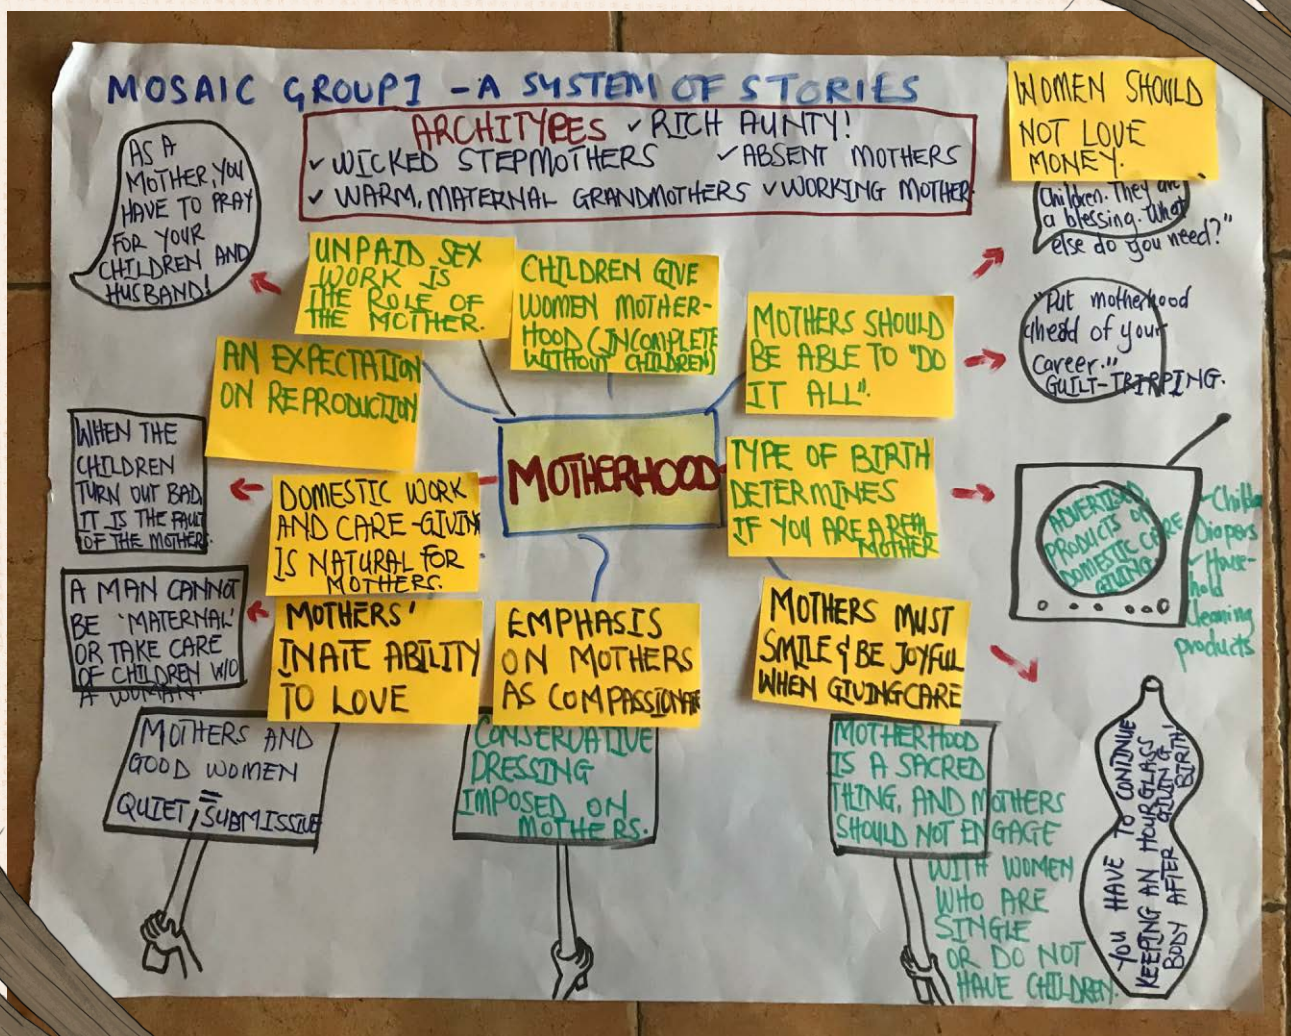 MOSAIC GROUP1 - A SYSTEM OF STORIES
ARCHITYPES ✓ RICH AUNTY!
✓ WICKED STEPMOTHERS ✓ ABSENT MOTHERS
✓ WARM, MATERNAL GRANDMOTHERS ✓ WORKING MOTHER
WOMEN SHOULD
NOT LOVE
MONEY.
AS A
MOTHER, YOU
HAVE TO PRAY
FOR YOUR
CHILDREN AND
HUSBAND!
Children. They are
a blessing. What
else do you need?"
UNPAID SEX
WORK IS
THE ROLE OF
THE MOTHER.
CHILDREN GIVE
WOMEN MOTHER-
HOOD (INCOMPLETE
WITHOUT CHILDREN)
MOTHERS SHOULD
BE ABLE TO "DO
IT ALL".
"Put motherhood
ahead of your
Career."
GUILT-TRIPPING.
AN EXPECTATION
ON REPRODUCTION
WHEN THE
CHILDREN
TURN OUT BAD,
IT IS THE FAULT
OF THE MOTHERS.
DOMESTIC WORK
AND CARE-GIVING
IS NATURAL FOR
MOTHERS.
MOTHERHOOD
TYPE OF BIRTH
DETERMINES
IF YOU ARE A REAL
MOTHER
ADVERTISING
PRODUCTS ON
DOMESTIC CARE
GIVING
Diapers
House-
hold
cleaning
products
A MAN CANNOT
BE 'MATERNAL'
OR TAKE CARE
OF CHILDREN W/O
A WOMAN.
MOTHERS'
INATE ABILITY
TO LOVE
EMPHASIS
ON MOTHERS
AS COMPASSIONATE
MOTHERS MUST
SMILE & BE JOYFUL
WHEN GIVING CARE
MOTHERS AND
GOOD WOMEN
=
QUIET, SUBMISSIVE
CONSERVATIVE
DRESSING
IMPOSED ON
MOTHERS.
MOTHERHOOD
IS A SACRED
THING, AND MOTHERS
SHOULD NOT ENGAGE
WITH WOMEN
WHO ARE
SINGLE
OR DO NOT
HAVE CHILDREN.
YOU HAVE TO CONTINUE
KEEPING AN HOURGLASS
BODY AFTER GIVING
BIRTH!